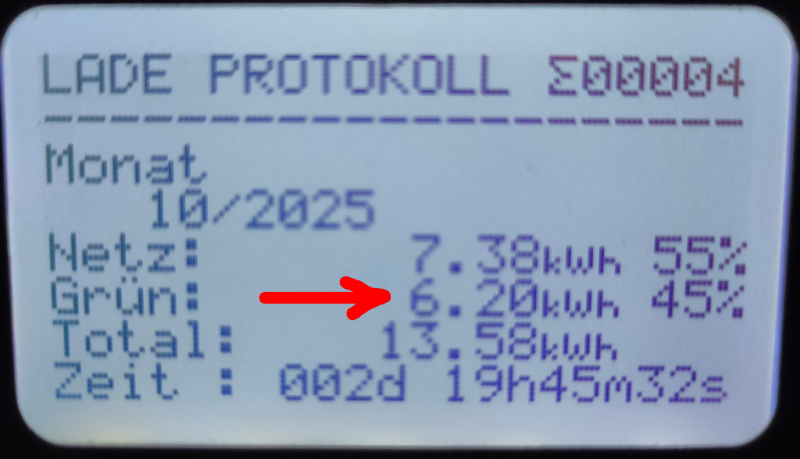 LADE PROTOKOLL Σ00004
Monat
10/2025
Netz: 7.38kWh 55%
Grün: 6.20kWh 45%
Total: 13.58kWh
Zeit : 002d 19h45m32s